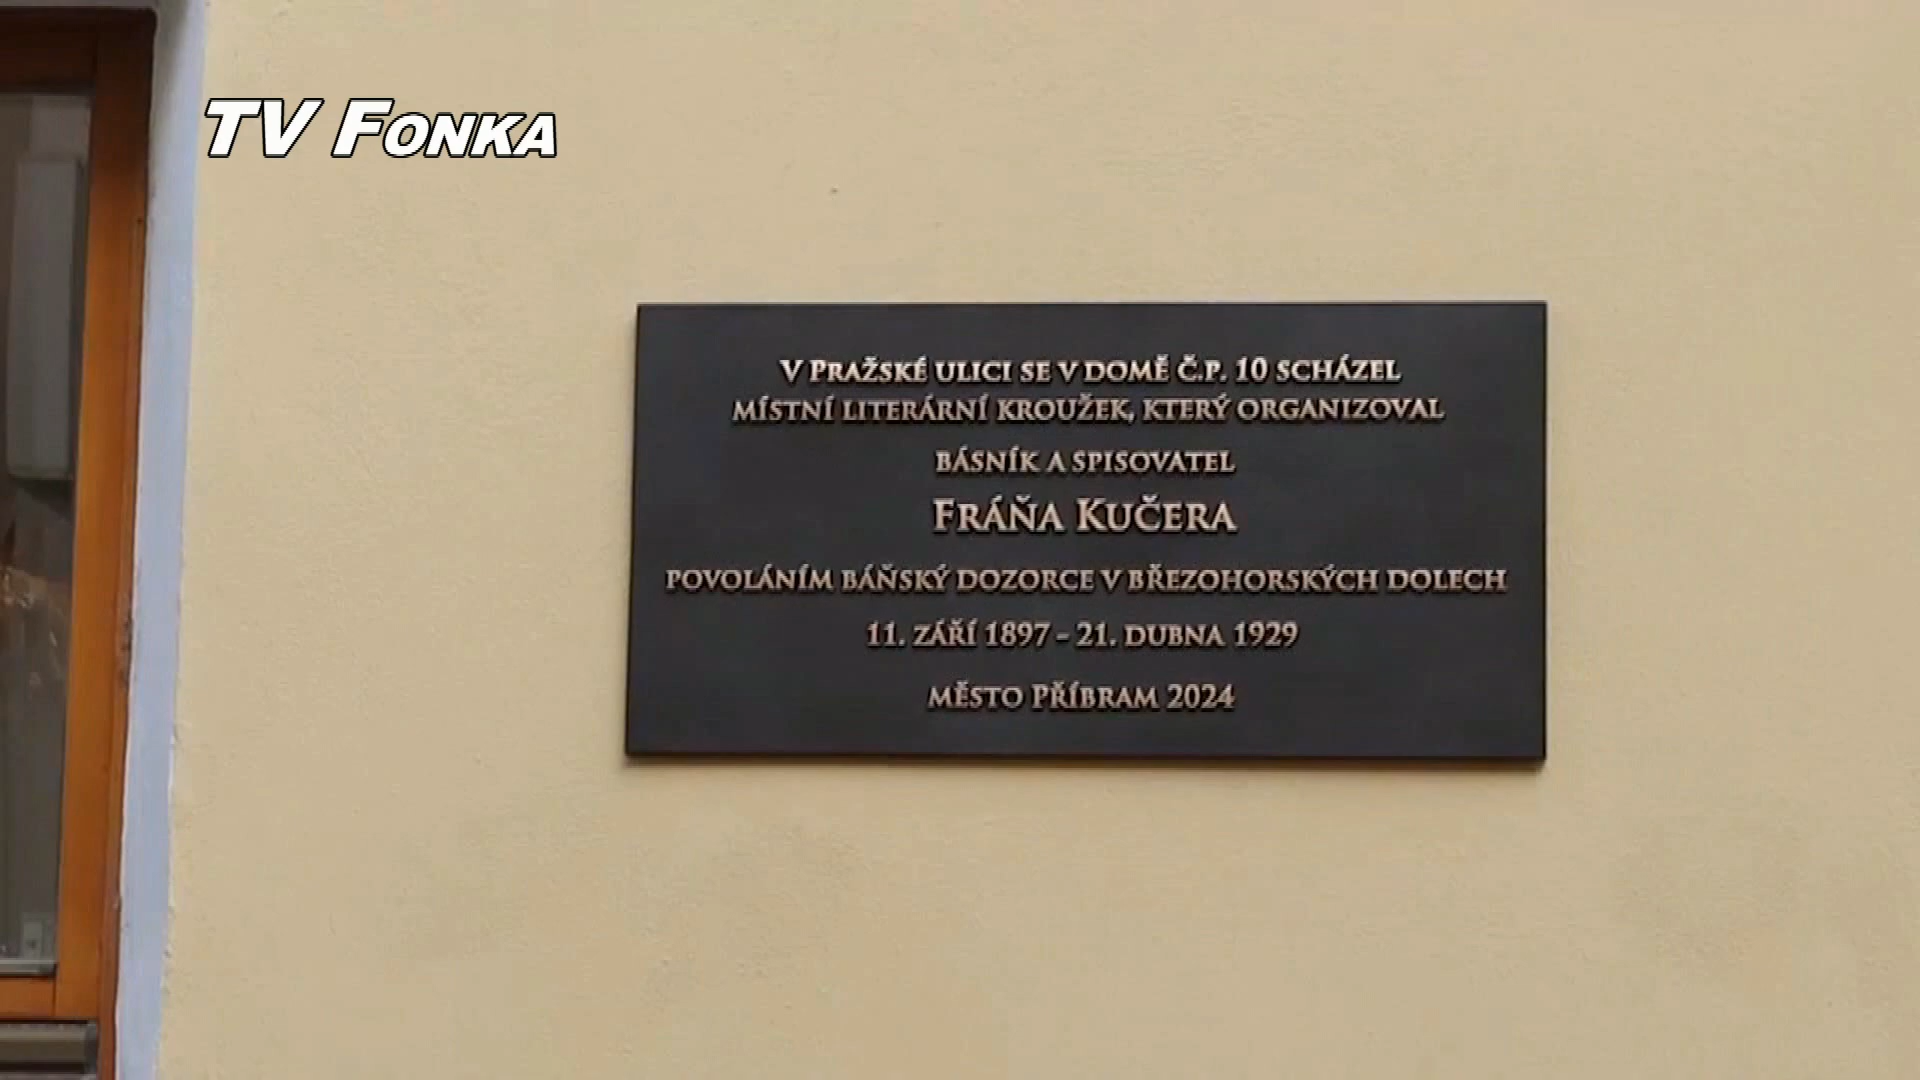 TV FONKA
V PRAŽSKÉ ULICI SE V DOMĚ Č.P. 10 SCHÁZEL
MÍSTNÍ LITERÁRNÍ KROUŽEK, KTERÝ ORGANIZOVAL
BÁSNÍK A SPISOVATEL
FRÁŇA KUČERA
POVOLÁNÍM BÁŇSKÝ DOZORCE V BŘEZOHORSKÝCH DOLECH
11. ZÁŘÍ 1897 - 21. DUBNA 1929
MĚSTO PŘÍBRAM 2024